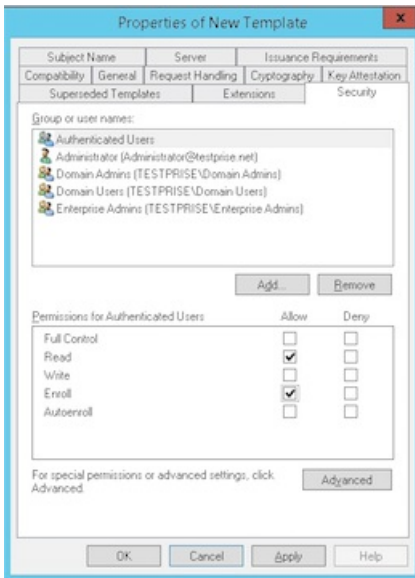 Properties of New Template
x
Subject Name Server Issuance Requirements
Compatibility General Request Handling Cryptography Key Attestation
Superseded Templates Extensions Security
Group or user names:
Authenticated Users
Administrator (Administrator@testprise.net)
Domain Admins (TESTPRISE\Domain Admins)
Domain Users (TESTPRISE\Domain Users)
Enterprise Admins (TESTPRISE\Enterprise Admins)
Add... Remove
Permissions for Authenticated Users Allow Deny
Full Control
Read
Write
Enroll
Autoenroll
For special permissions or advanced settings, click
Advanced.
Advanced
OK Cancel Apply Help